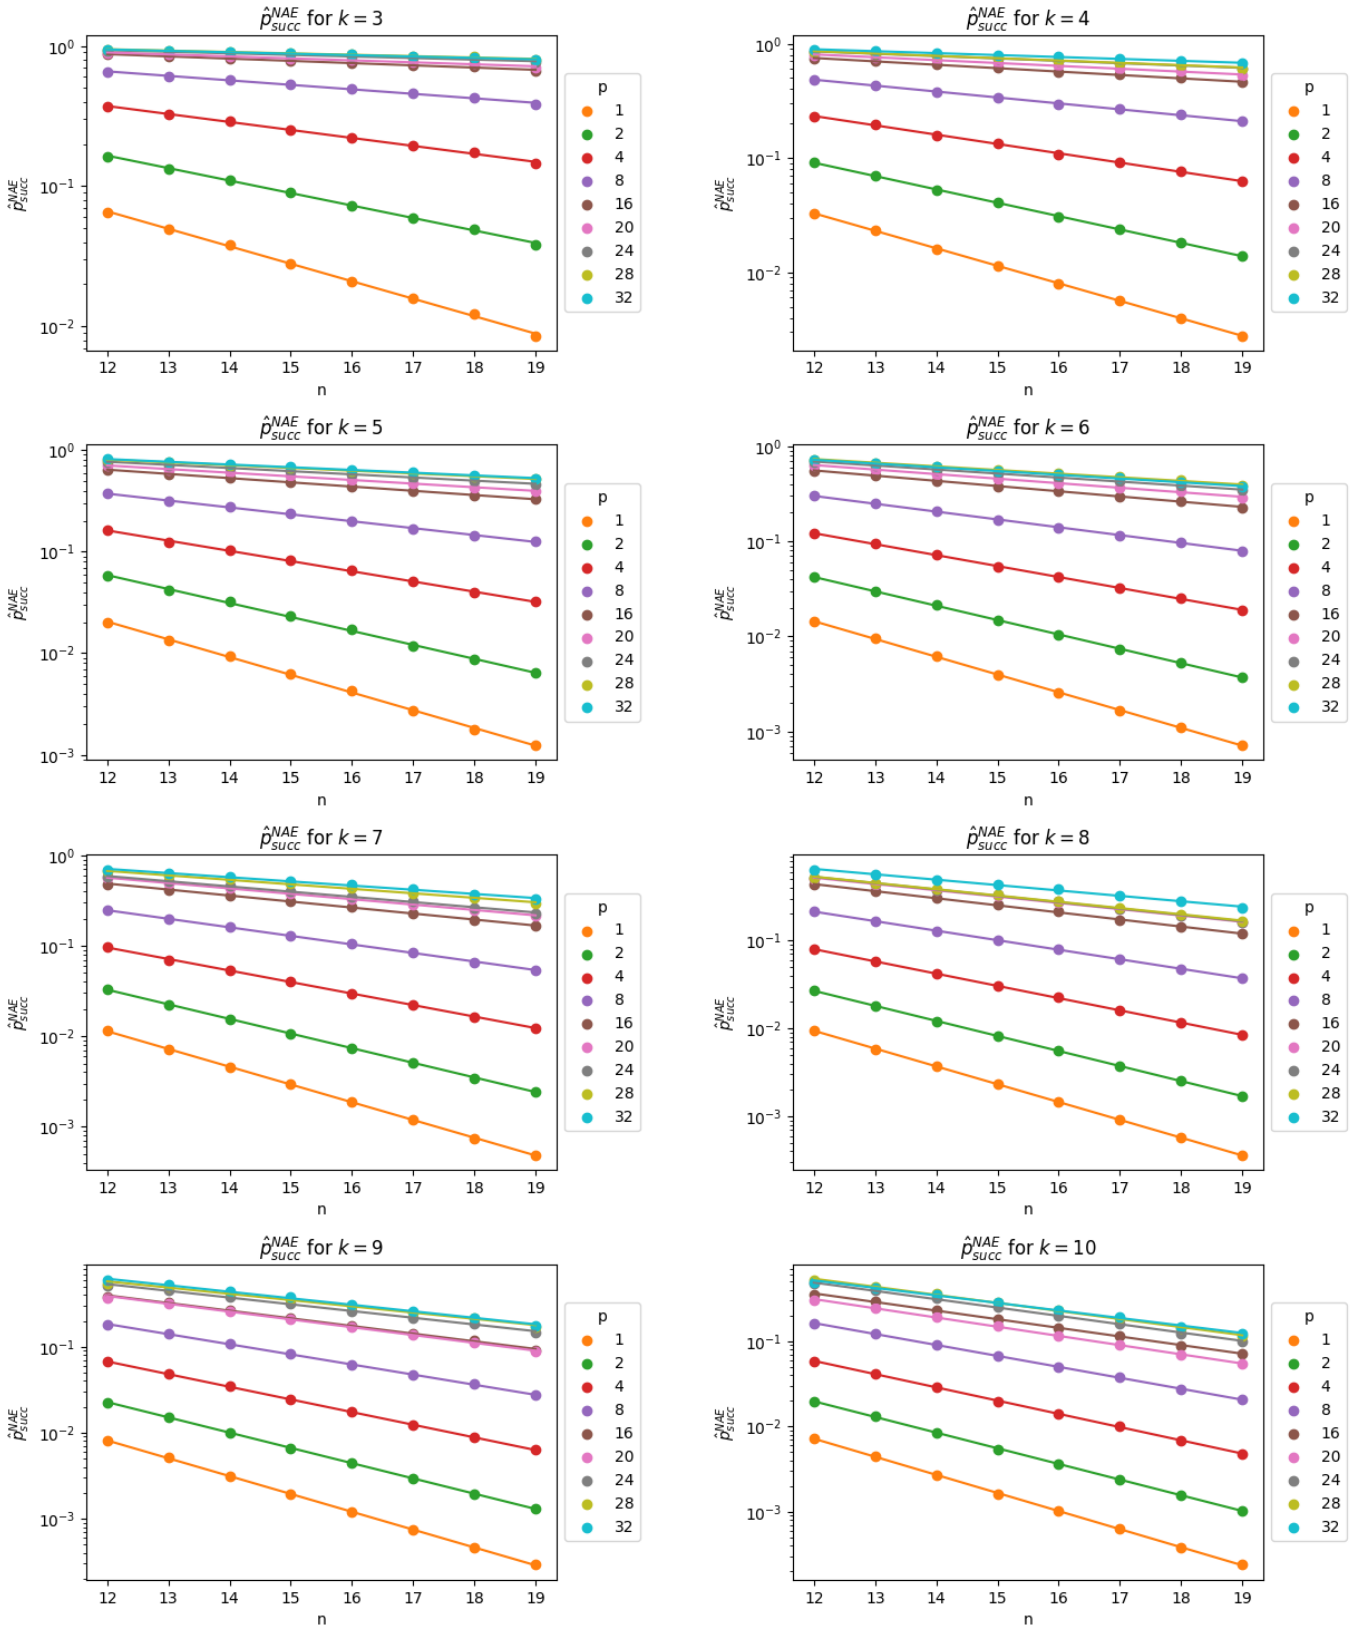 p̂_succ^NAE for k = 3
p̂_succ^NAE
10^0
10^-1
10^-2
12 13 14 15 16 17 18 19
n
p
1
2
4
8
16
20
24
28
32
p̂_succ^NAE for k = 4
p̂_succ^NAE
10^0
10^-1
10^-2
12 13 14 15 16 17 18 19
n
p
1
2
4
8
16
20
24
28
32
p̂_succ^NAE for k = 5
p̂_succ^NAE
10^0
10^-1
10^-2
10^-3
12 13 14 15 16 17 18 19
n
p
1
2
4
8
16
20
24
28
32
p̂_succ^NAE for k = 6
p̂_succ^NAE
10^0
10^-1
10^-2
10^-3
12 13 14 15 16 17 18 19
n
p
1
2
4
8
16
20
24
28
32
p̂_succ^NAE for k = 7
p̂_succ^NAE
10^0
10^-1
10^-2
10^-3
12 13 14 15 16 17 18 19
n
p
1
2
4
8
16
20
24
28
32
p̂_succ^NAE for k = 8
p̂_succ^NAE
10^-1
10^-2
10^-3
12 13 14 15 16 17 18 19
n
p
1
2
4
8
16
20
24
28
32
p̂_succ^NAE for k = 9
p̂_succ^NAE
10^-1
10^-2
10^-3
12 13 14 15 16 17 18 19
n
p
1
2
4
8
16
20
24
28
32
p̂_succ^NAE for k = 10
p̂_succ^NAE
10^-1
10^-2
10^-3
12 13 14 15 16 17 18 19
n
p
1
2
4
8
16
20
24
28
32